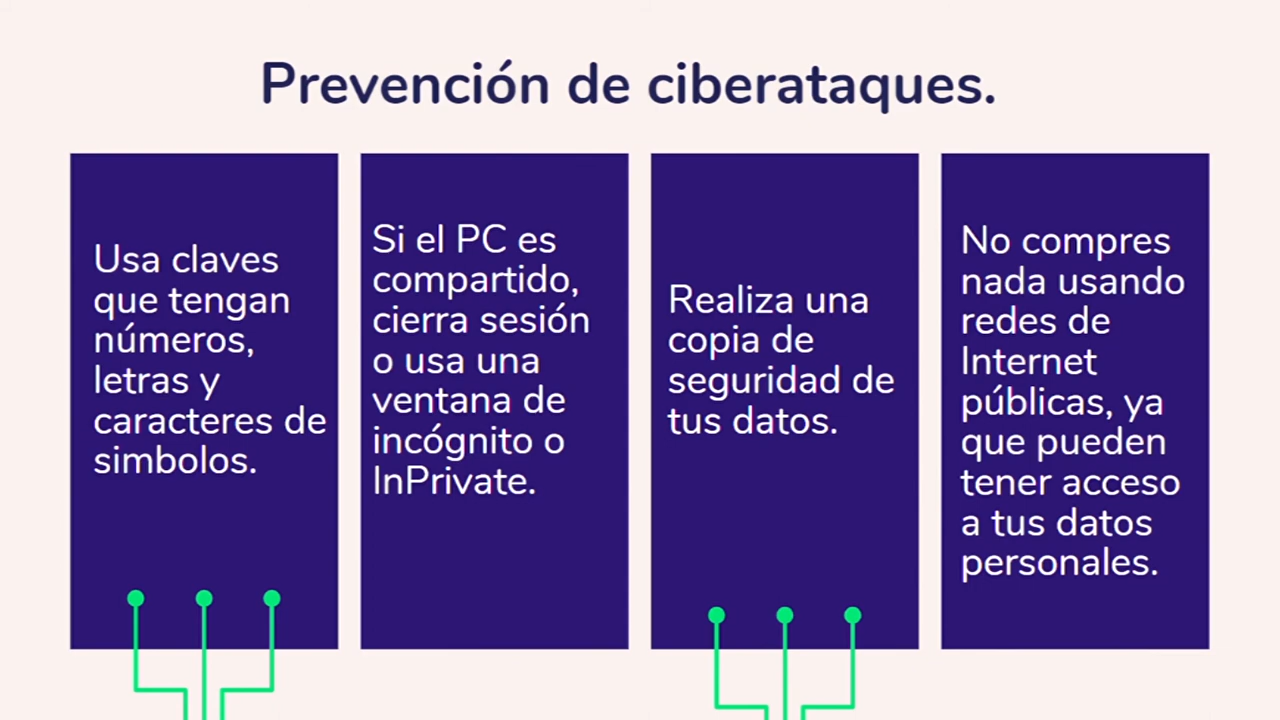 Prevención de ciberataques.
Usa claves
que tengan
números,
letras y
caracteres de
simbolos.
Si el PC es
compartido,
cierra sesión
o usa una
ventana de
incógnito o
InPrivate.
Realiza una
copia de
seguridad de
tus datos.
No compres
nada usando
redes de
Internet
públicas, ya
que pueden
tener acceso
a tus datos
personales.